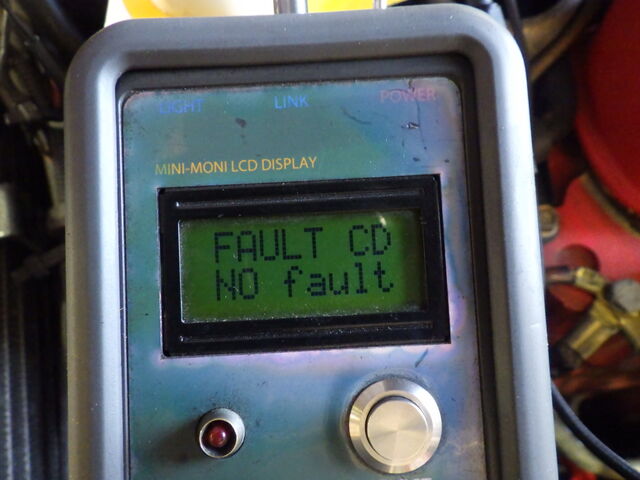 LIGHT LINK POWER
MINI-MONI LCD DISPLAY
FAULT CD
NO fault